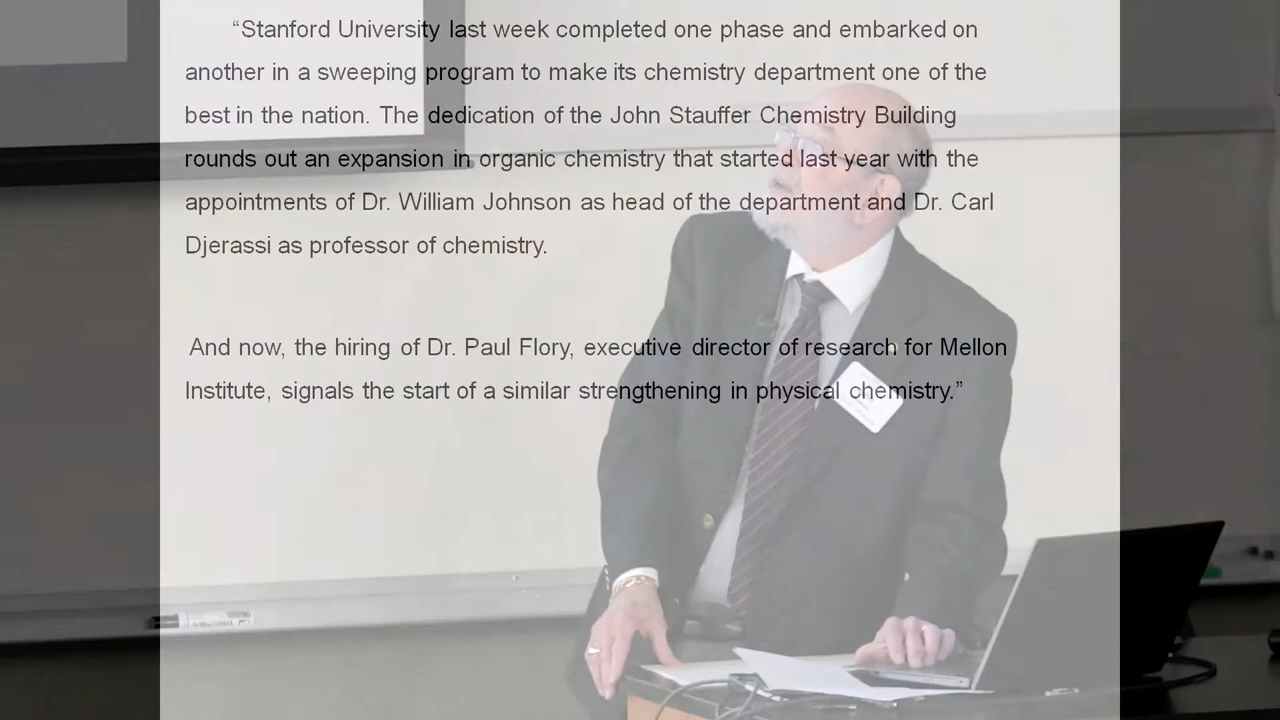 “Stanford University last week completed one phase and embarked on
another in a sweeping program to make its chemistry department one of the
best in the nation. The dedication of the John Stauffer Chemistry Building
rounds out an expansion in organic chemistry that started last year with the
appointments of Dr. William Johnson as head of the department and Dr. Carl
Djerassi as professor of chemistry.
And now, the hiring of Dr. Paul Flory, executive director of research for Mellon
Institute, signals the start of a similar strengthening in physical chemistry.”